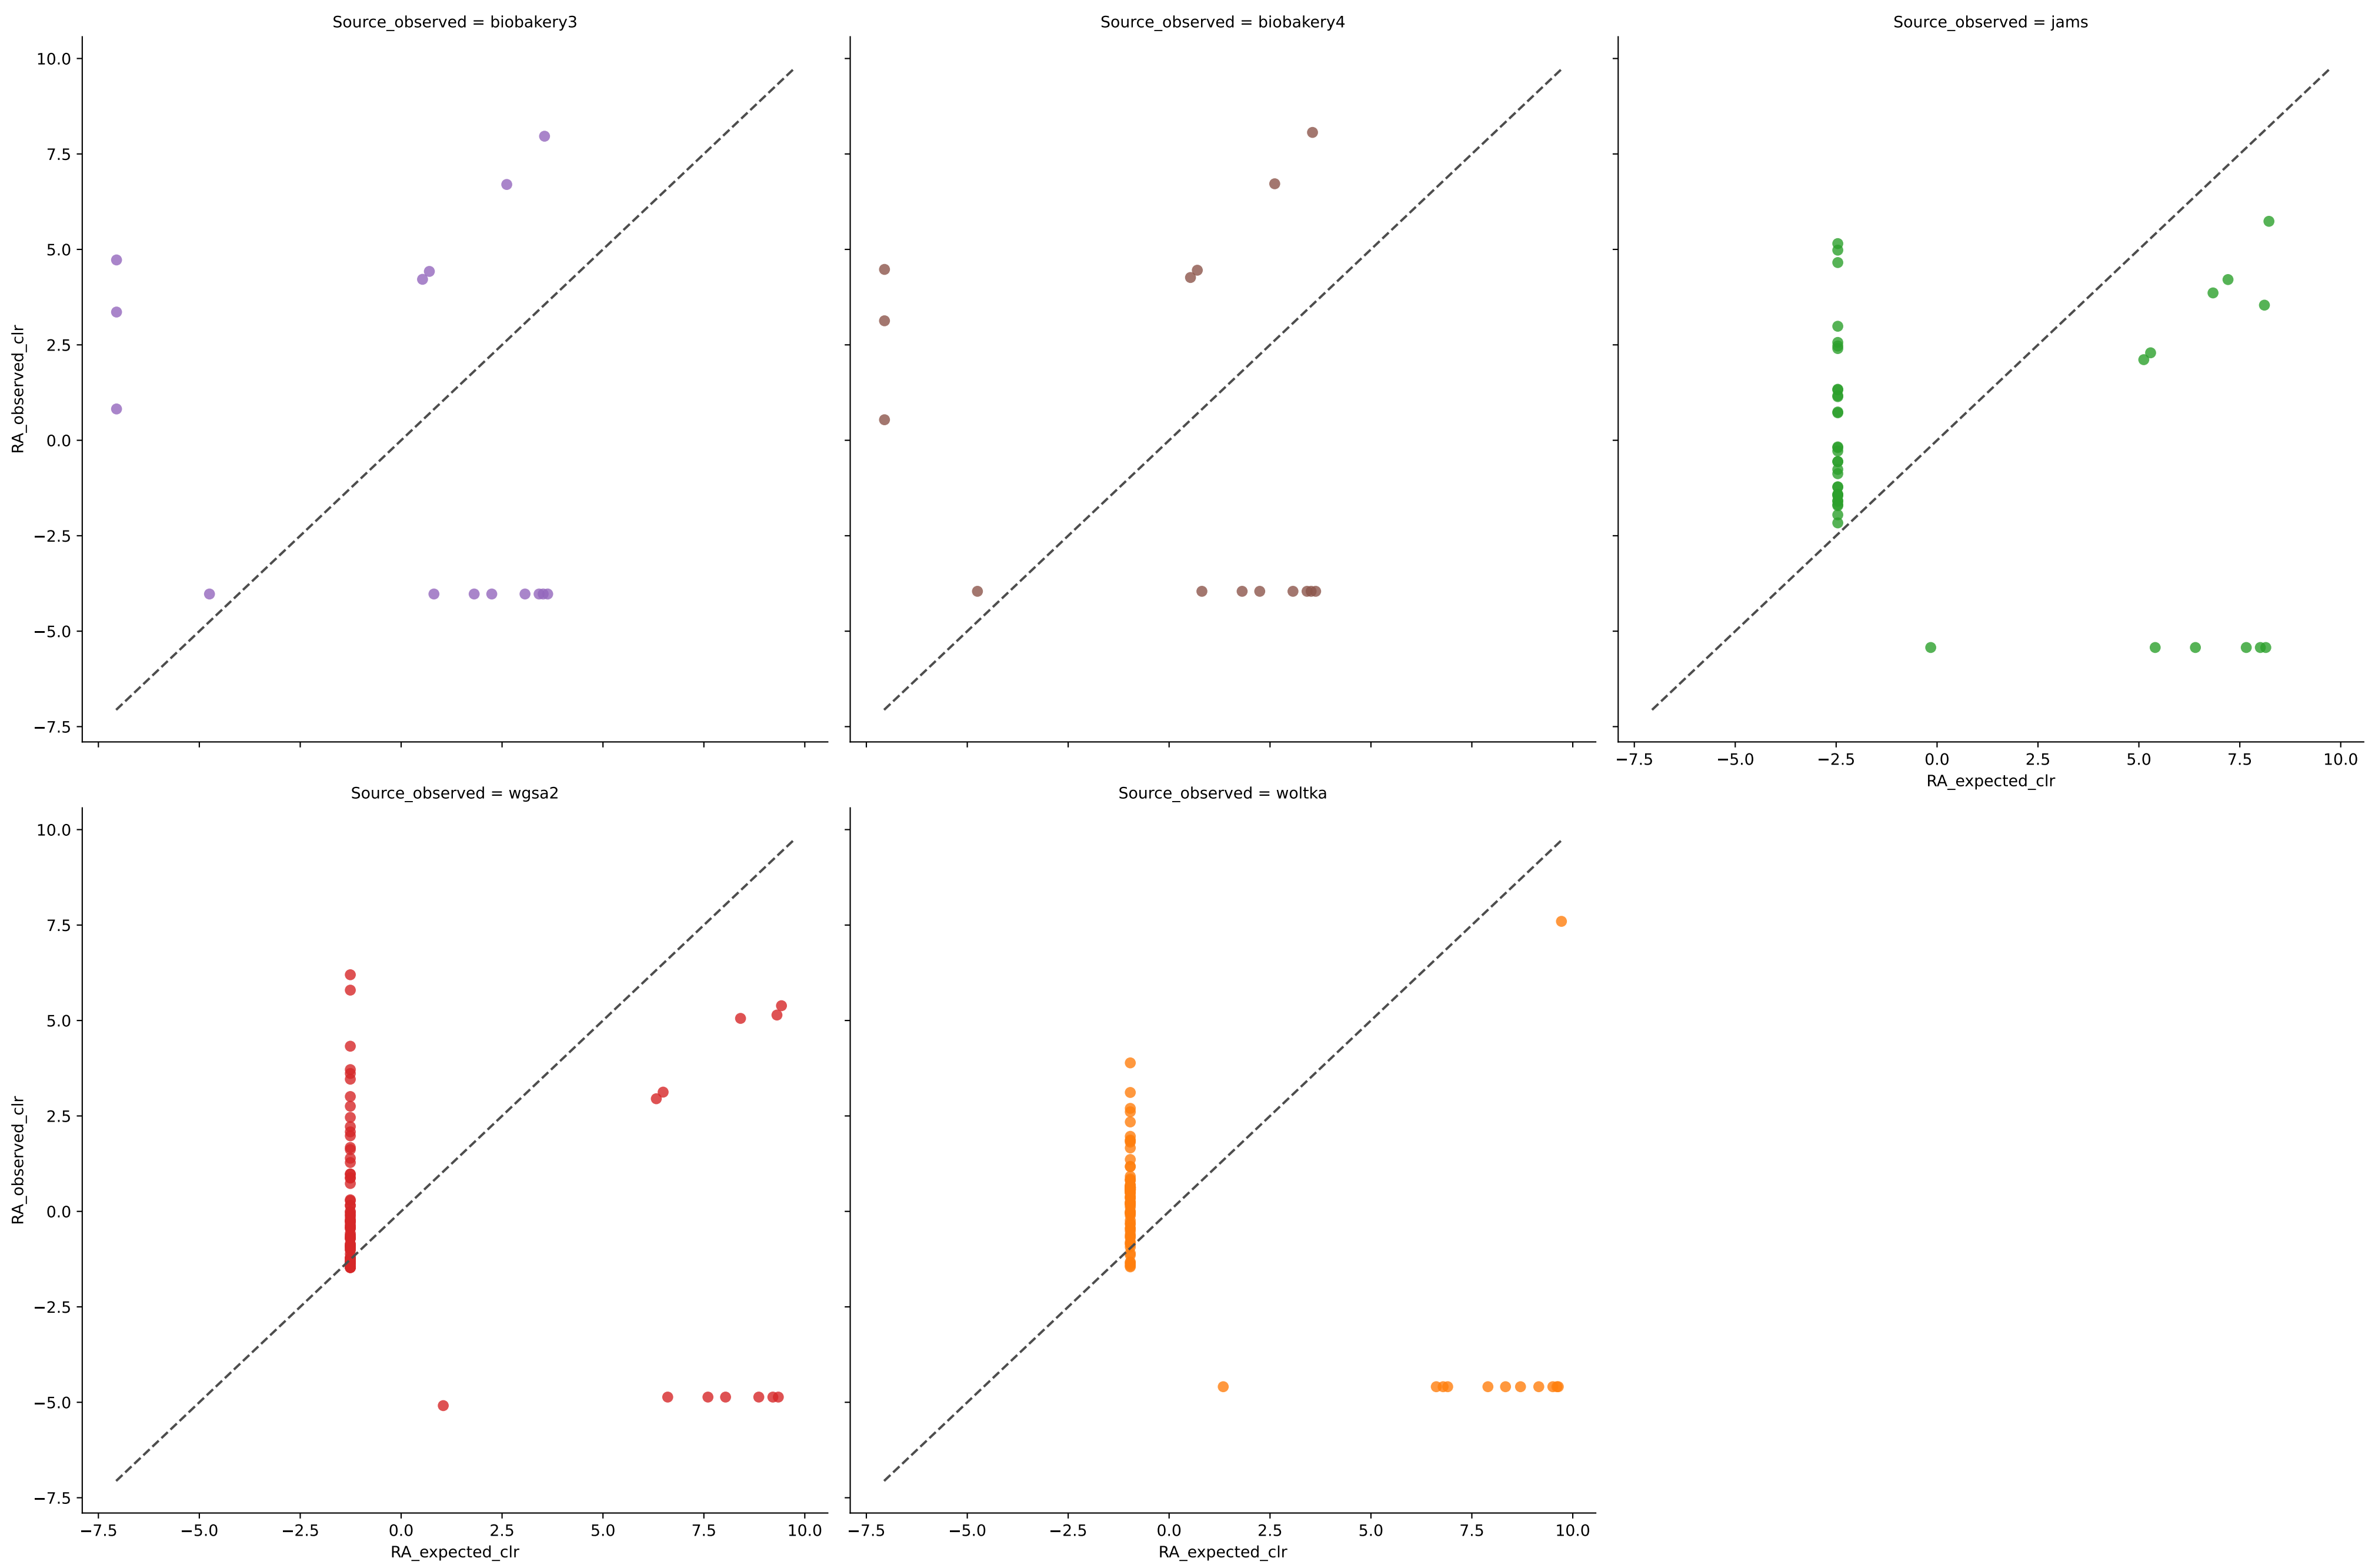 Source_observed = biobakery3
Source_observed = biobakery4
Source_observed = jams
10.0
7.5
5.0
2.5
0.0
−2.5
−5.0
−7.5
RA_observed_clr
−7.5 −5.0 −2.5 0.0 2.5 5.0 7.5 10.0
RA_expected_clr
Source_observed = wgsa2
Source_observed = woltka
10.0
7.5
5.0
2.5
0.0
−2.5
−5.0
−7.5
RA_observed_clr
−7.5 −5.0 −2.5 0.0 2.5 5.0 7.5 10.0
RA_expected_clr
−7.5 −5.0 −2.5 0.0 2.5 5.0 7.5 10.0
RA_expected_clr